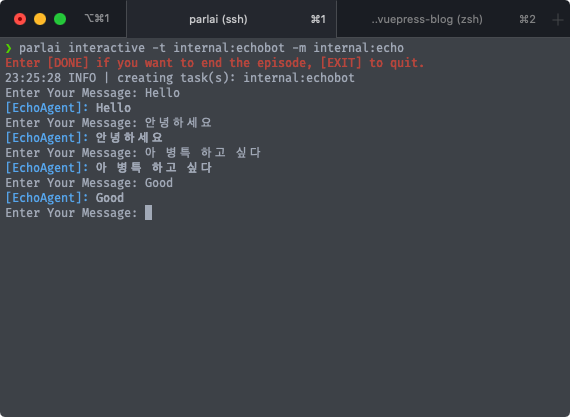 ⌥⌘1
parlai (ssh)
⌘1
..vuepress-blog (zsh)
⌘2
❯ parlai interactive -t internal:echobot -m internal:echo
Enter [DONE] if you want to end the episode, [EXIT] to quit.
23:25:28 INFO | creating task(s): internal:echobot
Enter Your Message: Hello
[EchoAgent]: Hello
Enter Your Message: 안녕하세요
[EchoAgent]: 안녕하세요
Enter Your Message: 아 병특 하고 싶다
[EchoAgent]: 아 병특 하고 싶다
Enter Your Message: Good
[EchoAgent]: Good
Enter Your Message: